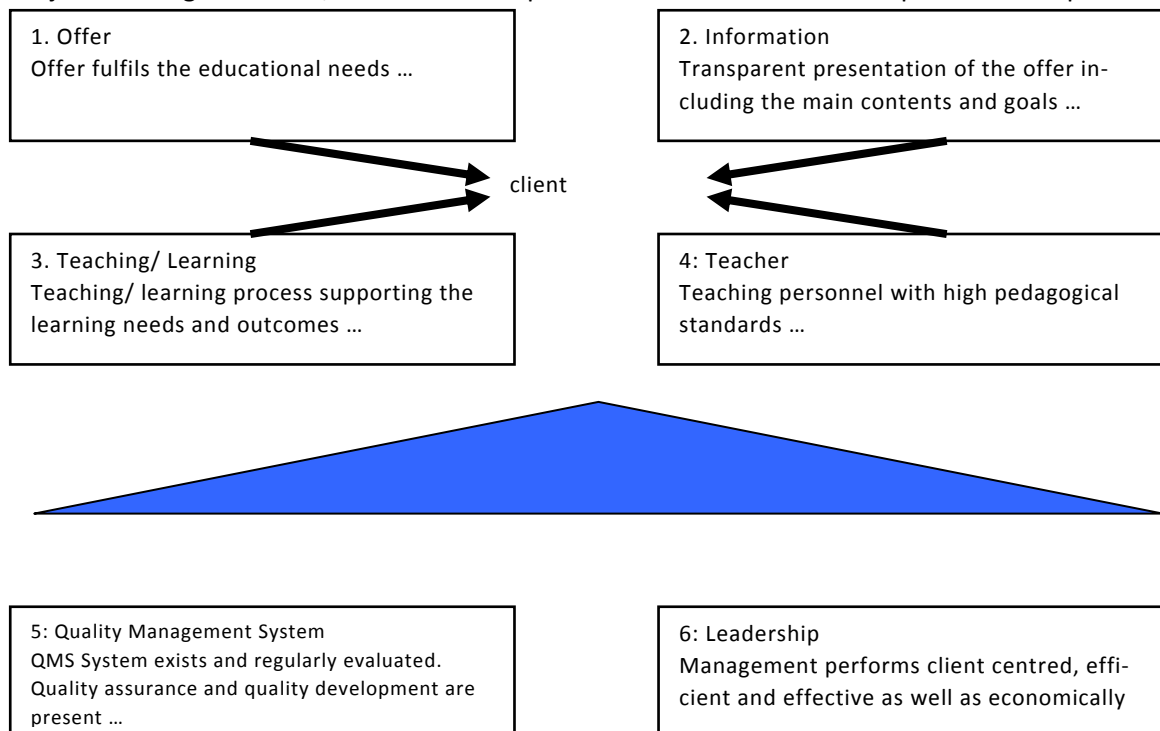 1. Offer
Offer fulfils the educational needs …
2. Information
Transparent presentation of the offer in-
cluding the main contents and goals …
client
3. Teaching/ Learning
Teaching/ learning process supporting the
learning needs and outcomes …
4: Teacher
Teaching personnel with high pedagogical
standards …
5: Quality Management System
QMS System exists and regularly evaluated.
Quality assurance and quality development are
present …
6: Leadership
Management performs client centred, effi-
cient and effective as well as economically